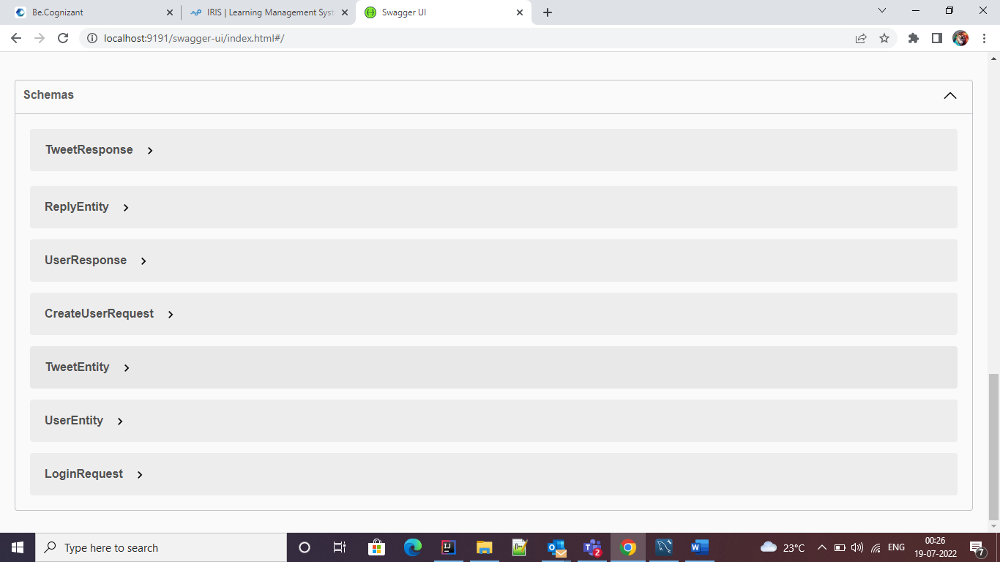 Be.Cognizant
IRIS | Learning Management Syst
Swagger UI
localhost:9191/swagger-ui/index.html#/
Schemas
TweetResponse
ReplyEntity
UserResponse
CreateUserRequest
TweetEntity
UserEntity
LoginRequest
Type here to search
IJ
2
23°C
ENG
00:26
19-07-2022
7